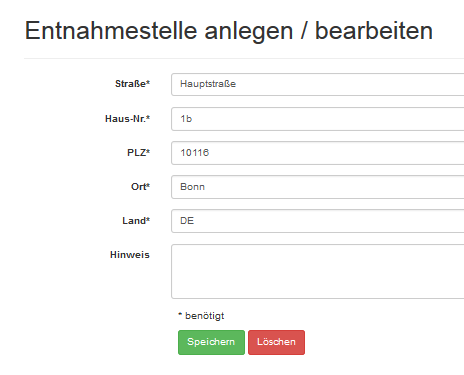 Entnahmestelle anlegen / bearbeiten
Straße* Hauptstraße
Haus-Nr.* 1b
PLZ* 10116
Ort* Bonn
Land* DE
Hinweis
* benötigt
Speichern Löschen